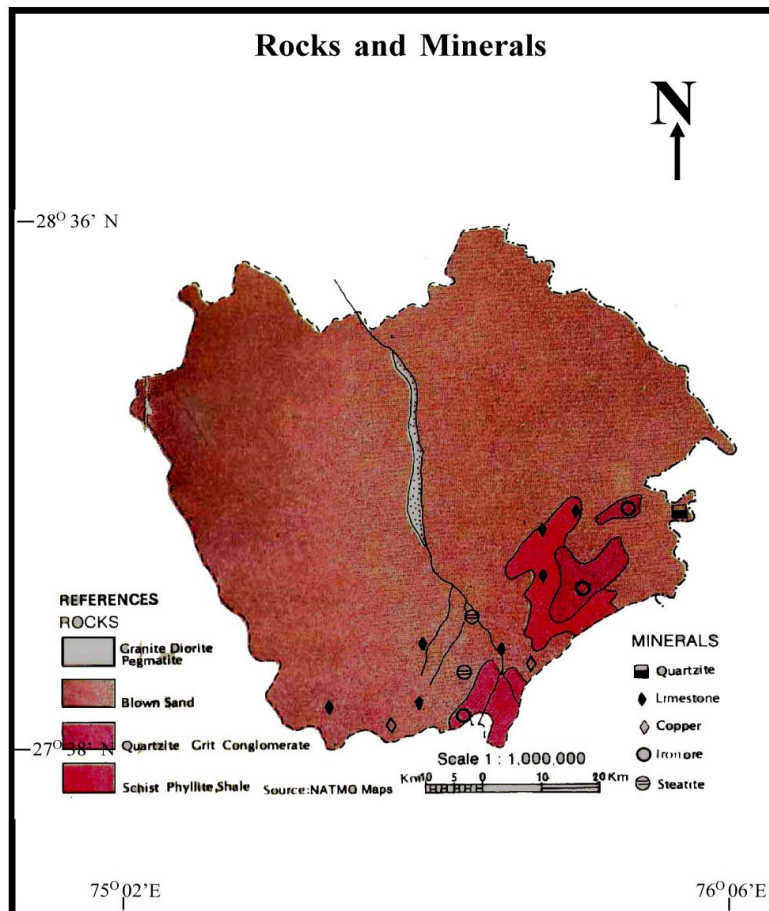 Rocks and Minerals
N
28° 36’ N
REFERENCES
ROCKS
Granite Diorite
Pegmatite
Blown Sand
Quartzite Grit Conglomerate
Schist Phyllite,Shale
Source:NATMO Maps
27° 38’ N
MINERALS
Quartzite
Limestone
Copper
Iron ore
Steatite
Scale 1 : 1,000,000
Km 10 5 0 10 20 Km
75° 02’E
76° 06’E